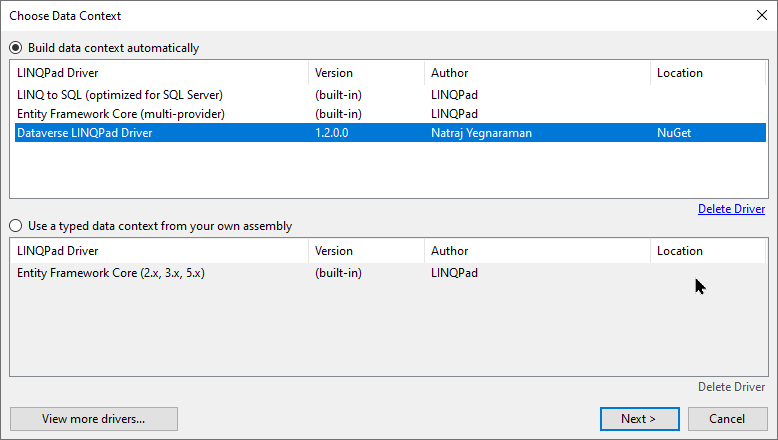 Choose Data Context
Build data context automatically
LINQPad Driver Version Author Location
LINQ to SQL (optimized for SQL Server) (built-in) LINQPad
Entity Framework Core (multi-provider) (built-in) LINQPad
Dataverse LINQPad Driver 1.2.0.0 Natraj Yegnaraman NuGet
Delete Driver
Use a typed data context from your own assembly
LINQPad Driver Version Author Location
Entity Framework Core (2.x, 3.x, 5.x) (built-in) LINQPad
Delete Driver
View more drivers... Next > Cancel